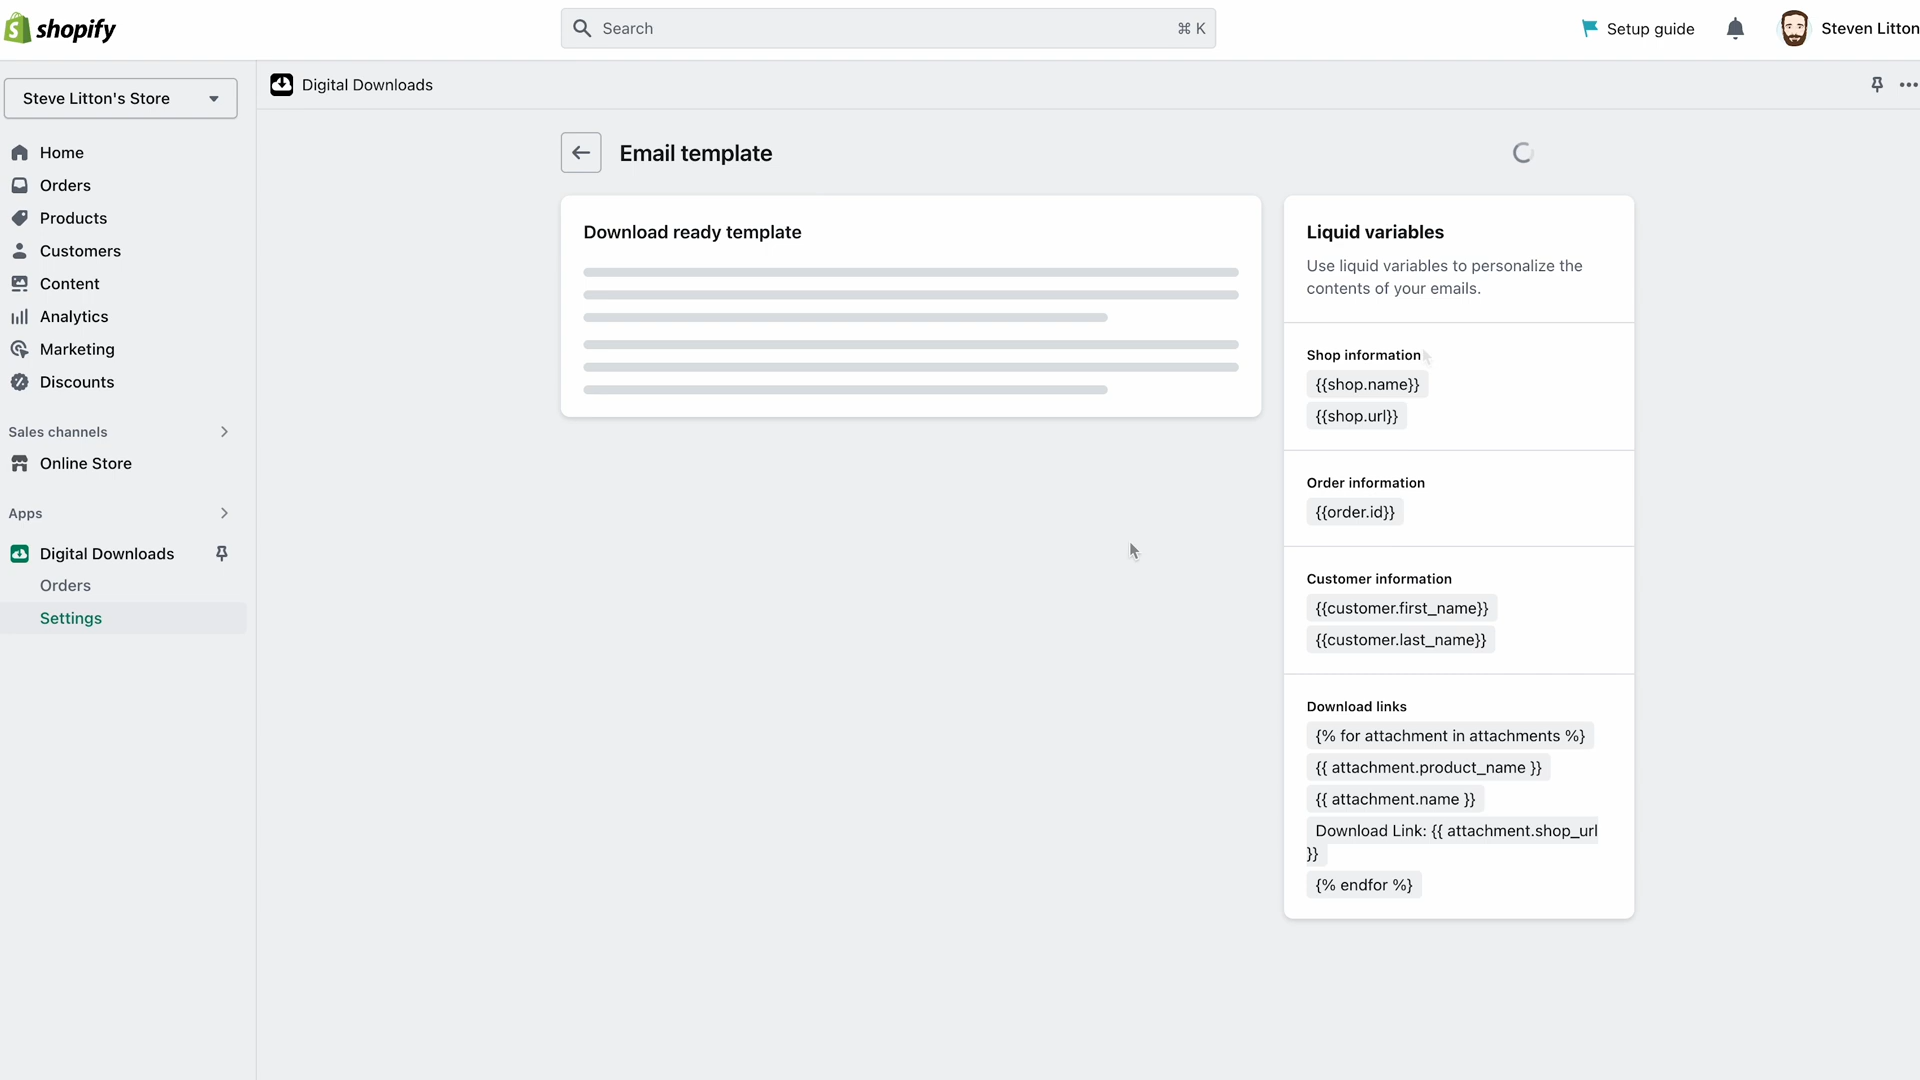 shopify
Search
⌘ K
Setup guide
Steven Litton
Steve Litton's Store
Digital Downloads
Home
Orders
Products
Customers
Content
Analytics
Marketing
Discounts
Sales channels
Online Store
Apps
Digital Downloads
Orders
Settings
Email template
Download ready template
Liquid variables
Use liquid variables to personalize the
contents of your emails.
Shop information
{{shop.name}}
{{shop.url}}
Order information
{{order.id}}
Customer information
{{customer.first_name}}
{{customer.last_name}}
Download links
{% for attachment in attachments %}
{{ attachment.product_name }}
{{ attachment.name }}
Download Link: {{ attachment.shop_url
}}
{% endfor %}